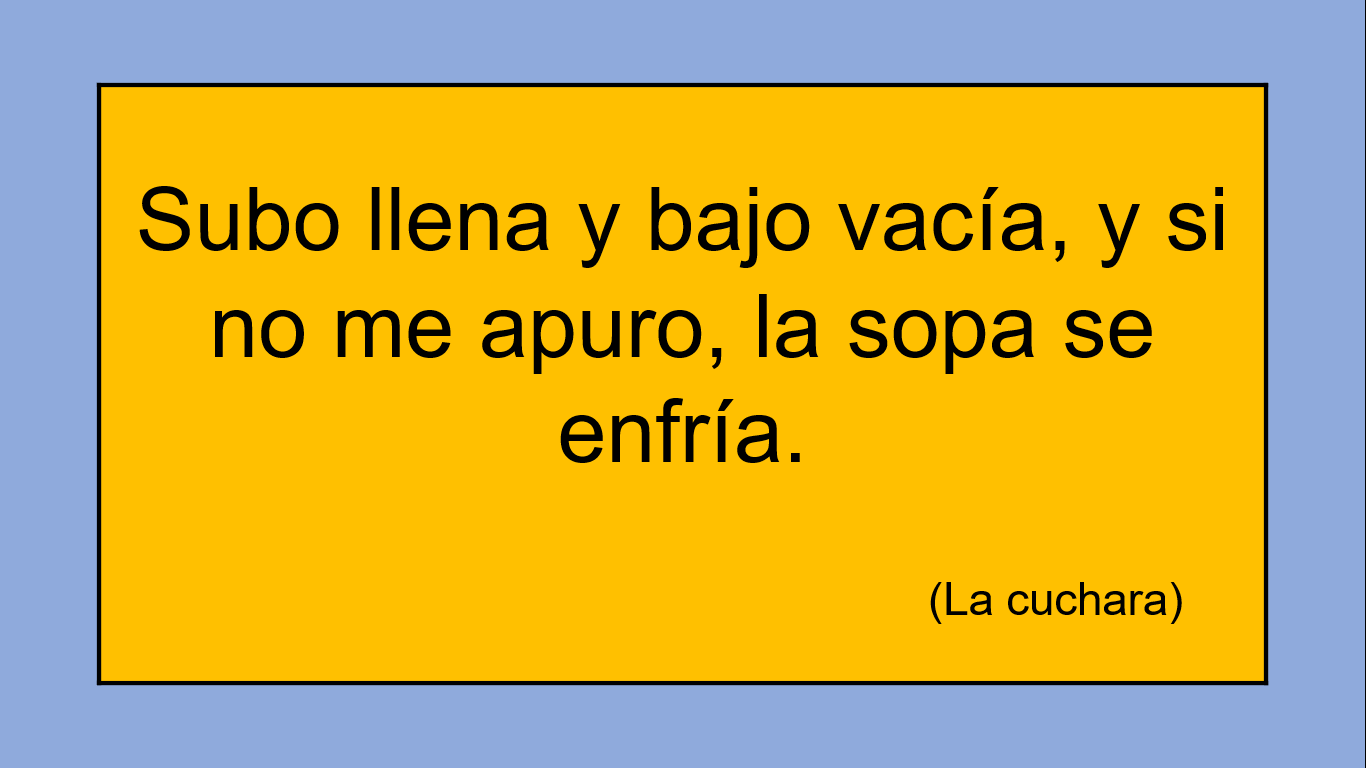 Subo llena y bajo vacía, y si
no me apuro, la sopa se
enfría.
(La cuchara)